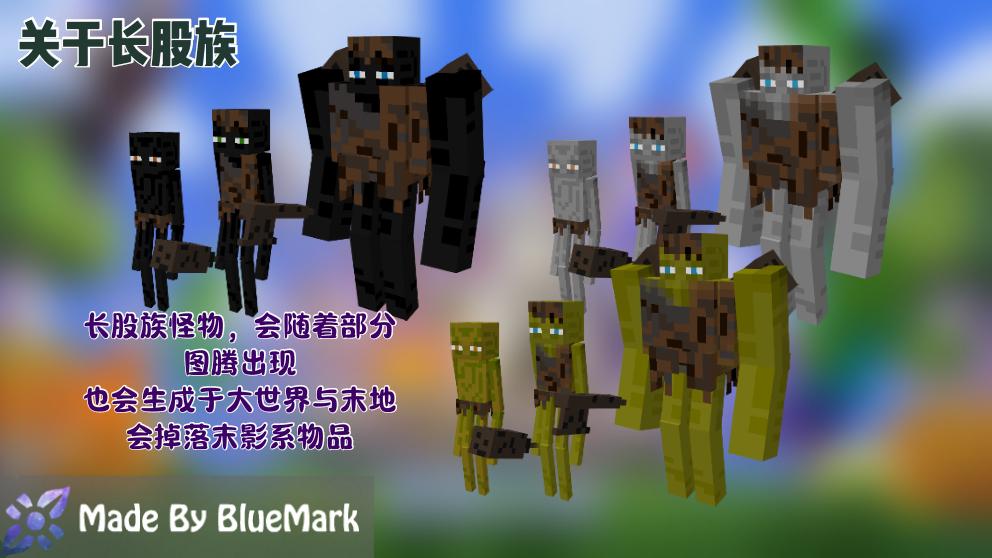 关于长股族
长股族怪物，会随着部分
图腾出现
也会生成于大世界与末地
会掉落末影系物品
Made By BlueMark